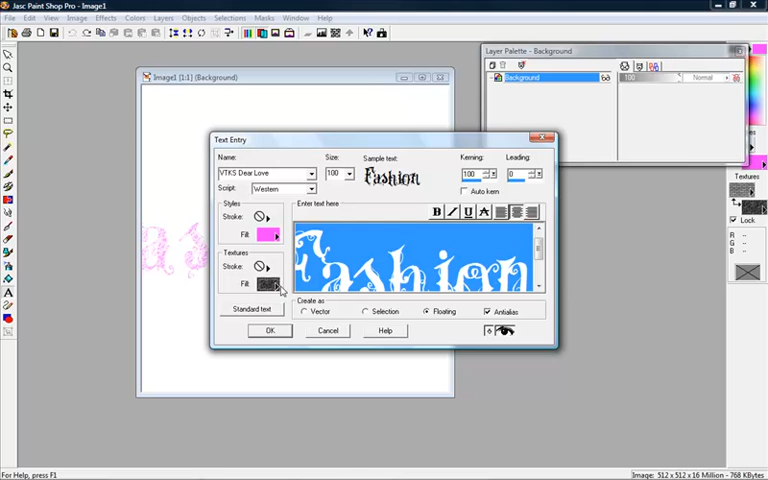 Jasc Paint Shop Pro - Image1
File Edit View Image Effects Colors Layers Objects Selections Masks Window Help
Layer Palette - Background
Background
100
Normal
Image1 [1:1] (Background)
Textures
Lock
R: --
G: --
B: --
Text Entry
Name:
Size:
Sample text:
Kerning:
Leading:
VTKS Dear Love
100
Fashion
100
0
Script:
Western
Auto kern
Styles
Stroke:
Fill:
Textures
Stroke:
Fill:
Enter text here
B I U A
Fashion
Standard text
Create as
Vector
Selection
Floating
Antialias
OK
Cancel
Help
as
For Help, press F1
Image: 512 x 512 x 16 Million - 768 KBytes